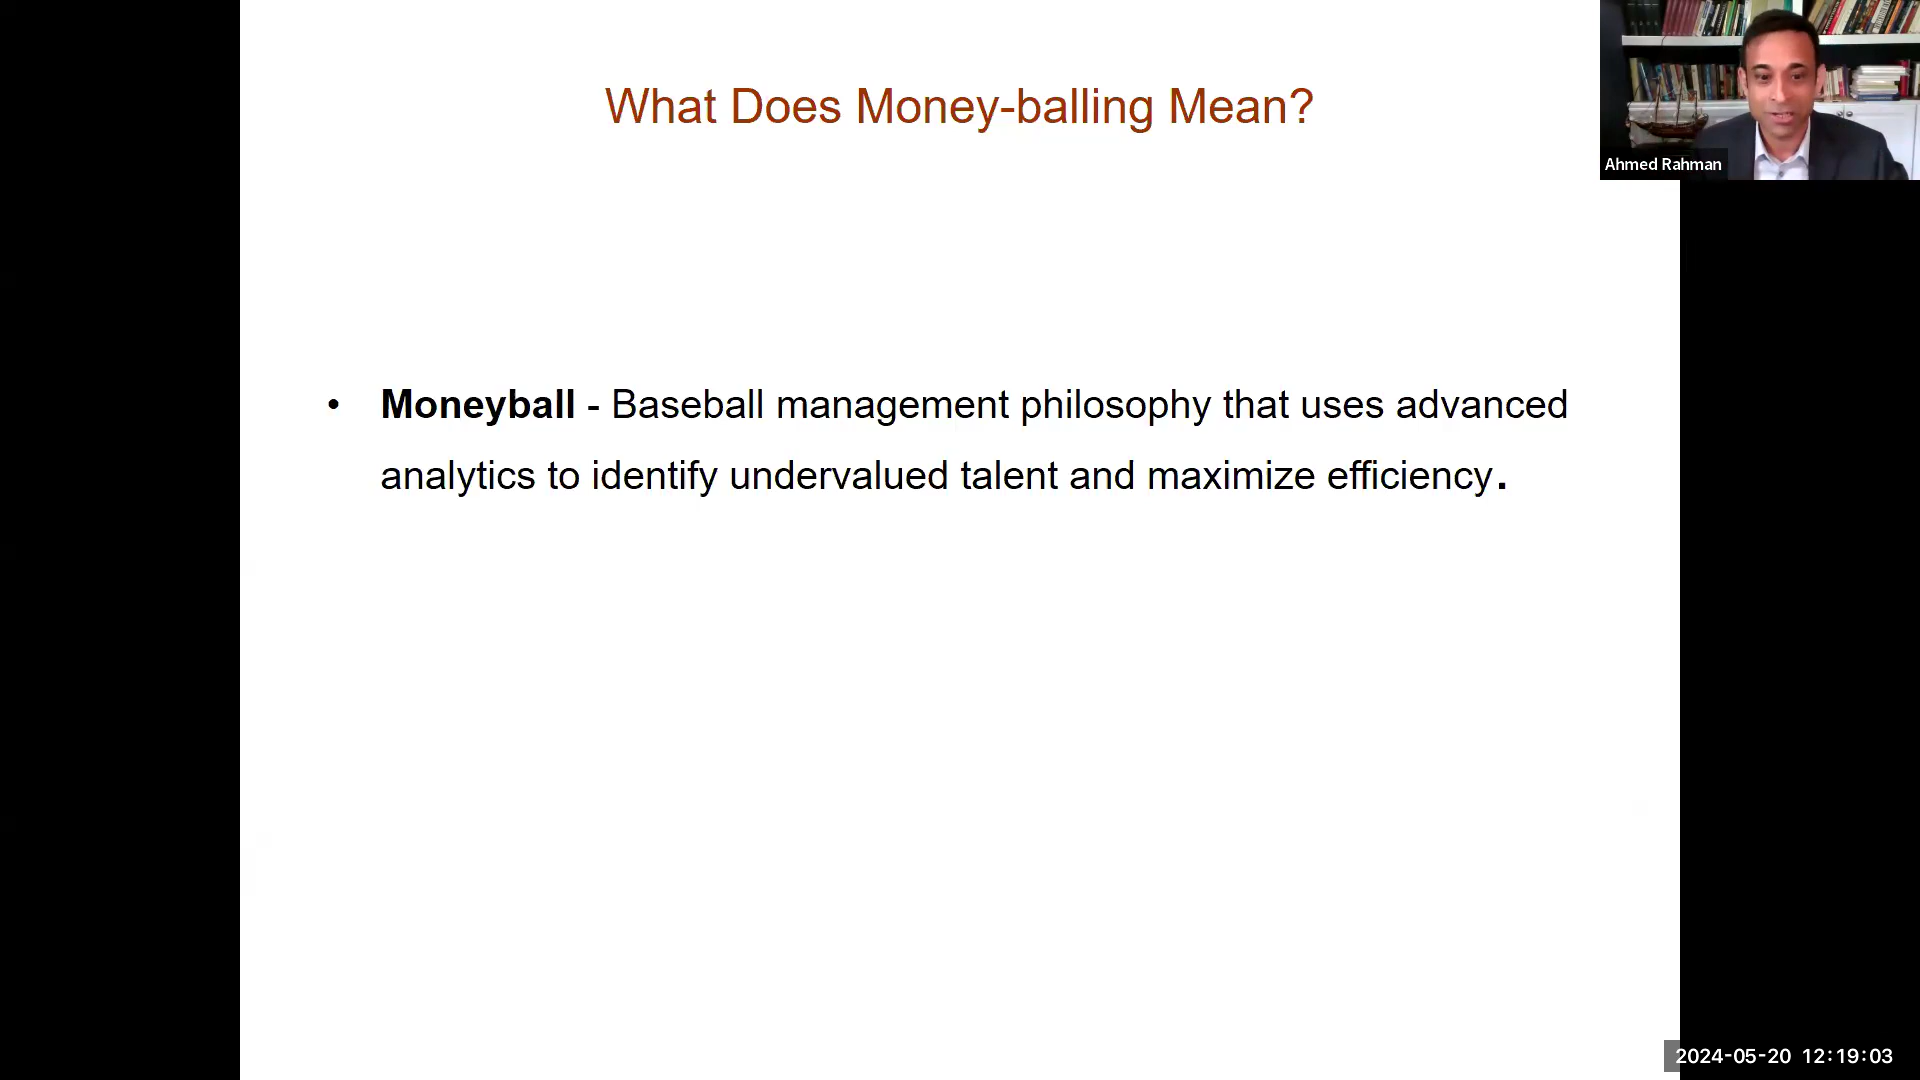 What Does Money-balling Mean?
Ahmed Rahman
• Moneyball - Baseball management philosophy that uses advanced
analytics to identify undervalued talent and maximize efficiency.
2024-05-20 12:19:03